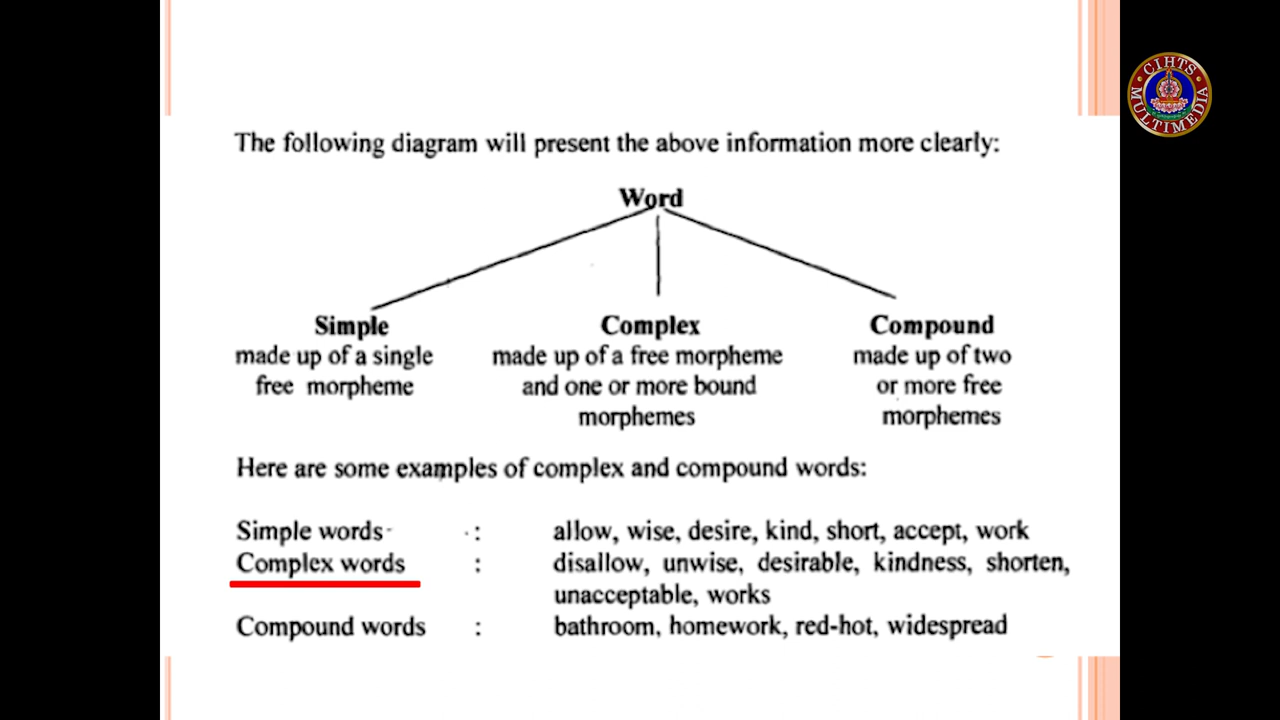 CIHTS
MULTIMEDIA
The following diagram will present the above information more clearly:
Word
Simple
made up of a single
free morpheme
Complex
made up of a free morpheme
and one or more bound
morphemes
Compound
made up of two
or more free
morphemes
Here are some examples of complex and compound words:
Simple words : allow, wise, desire, kind, short, accept, work
Complex words : disallow, unwise, desirable, kindness, shorten,
unacceptable, works
Compound words : bathroom, homework, red-hot, widespread